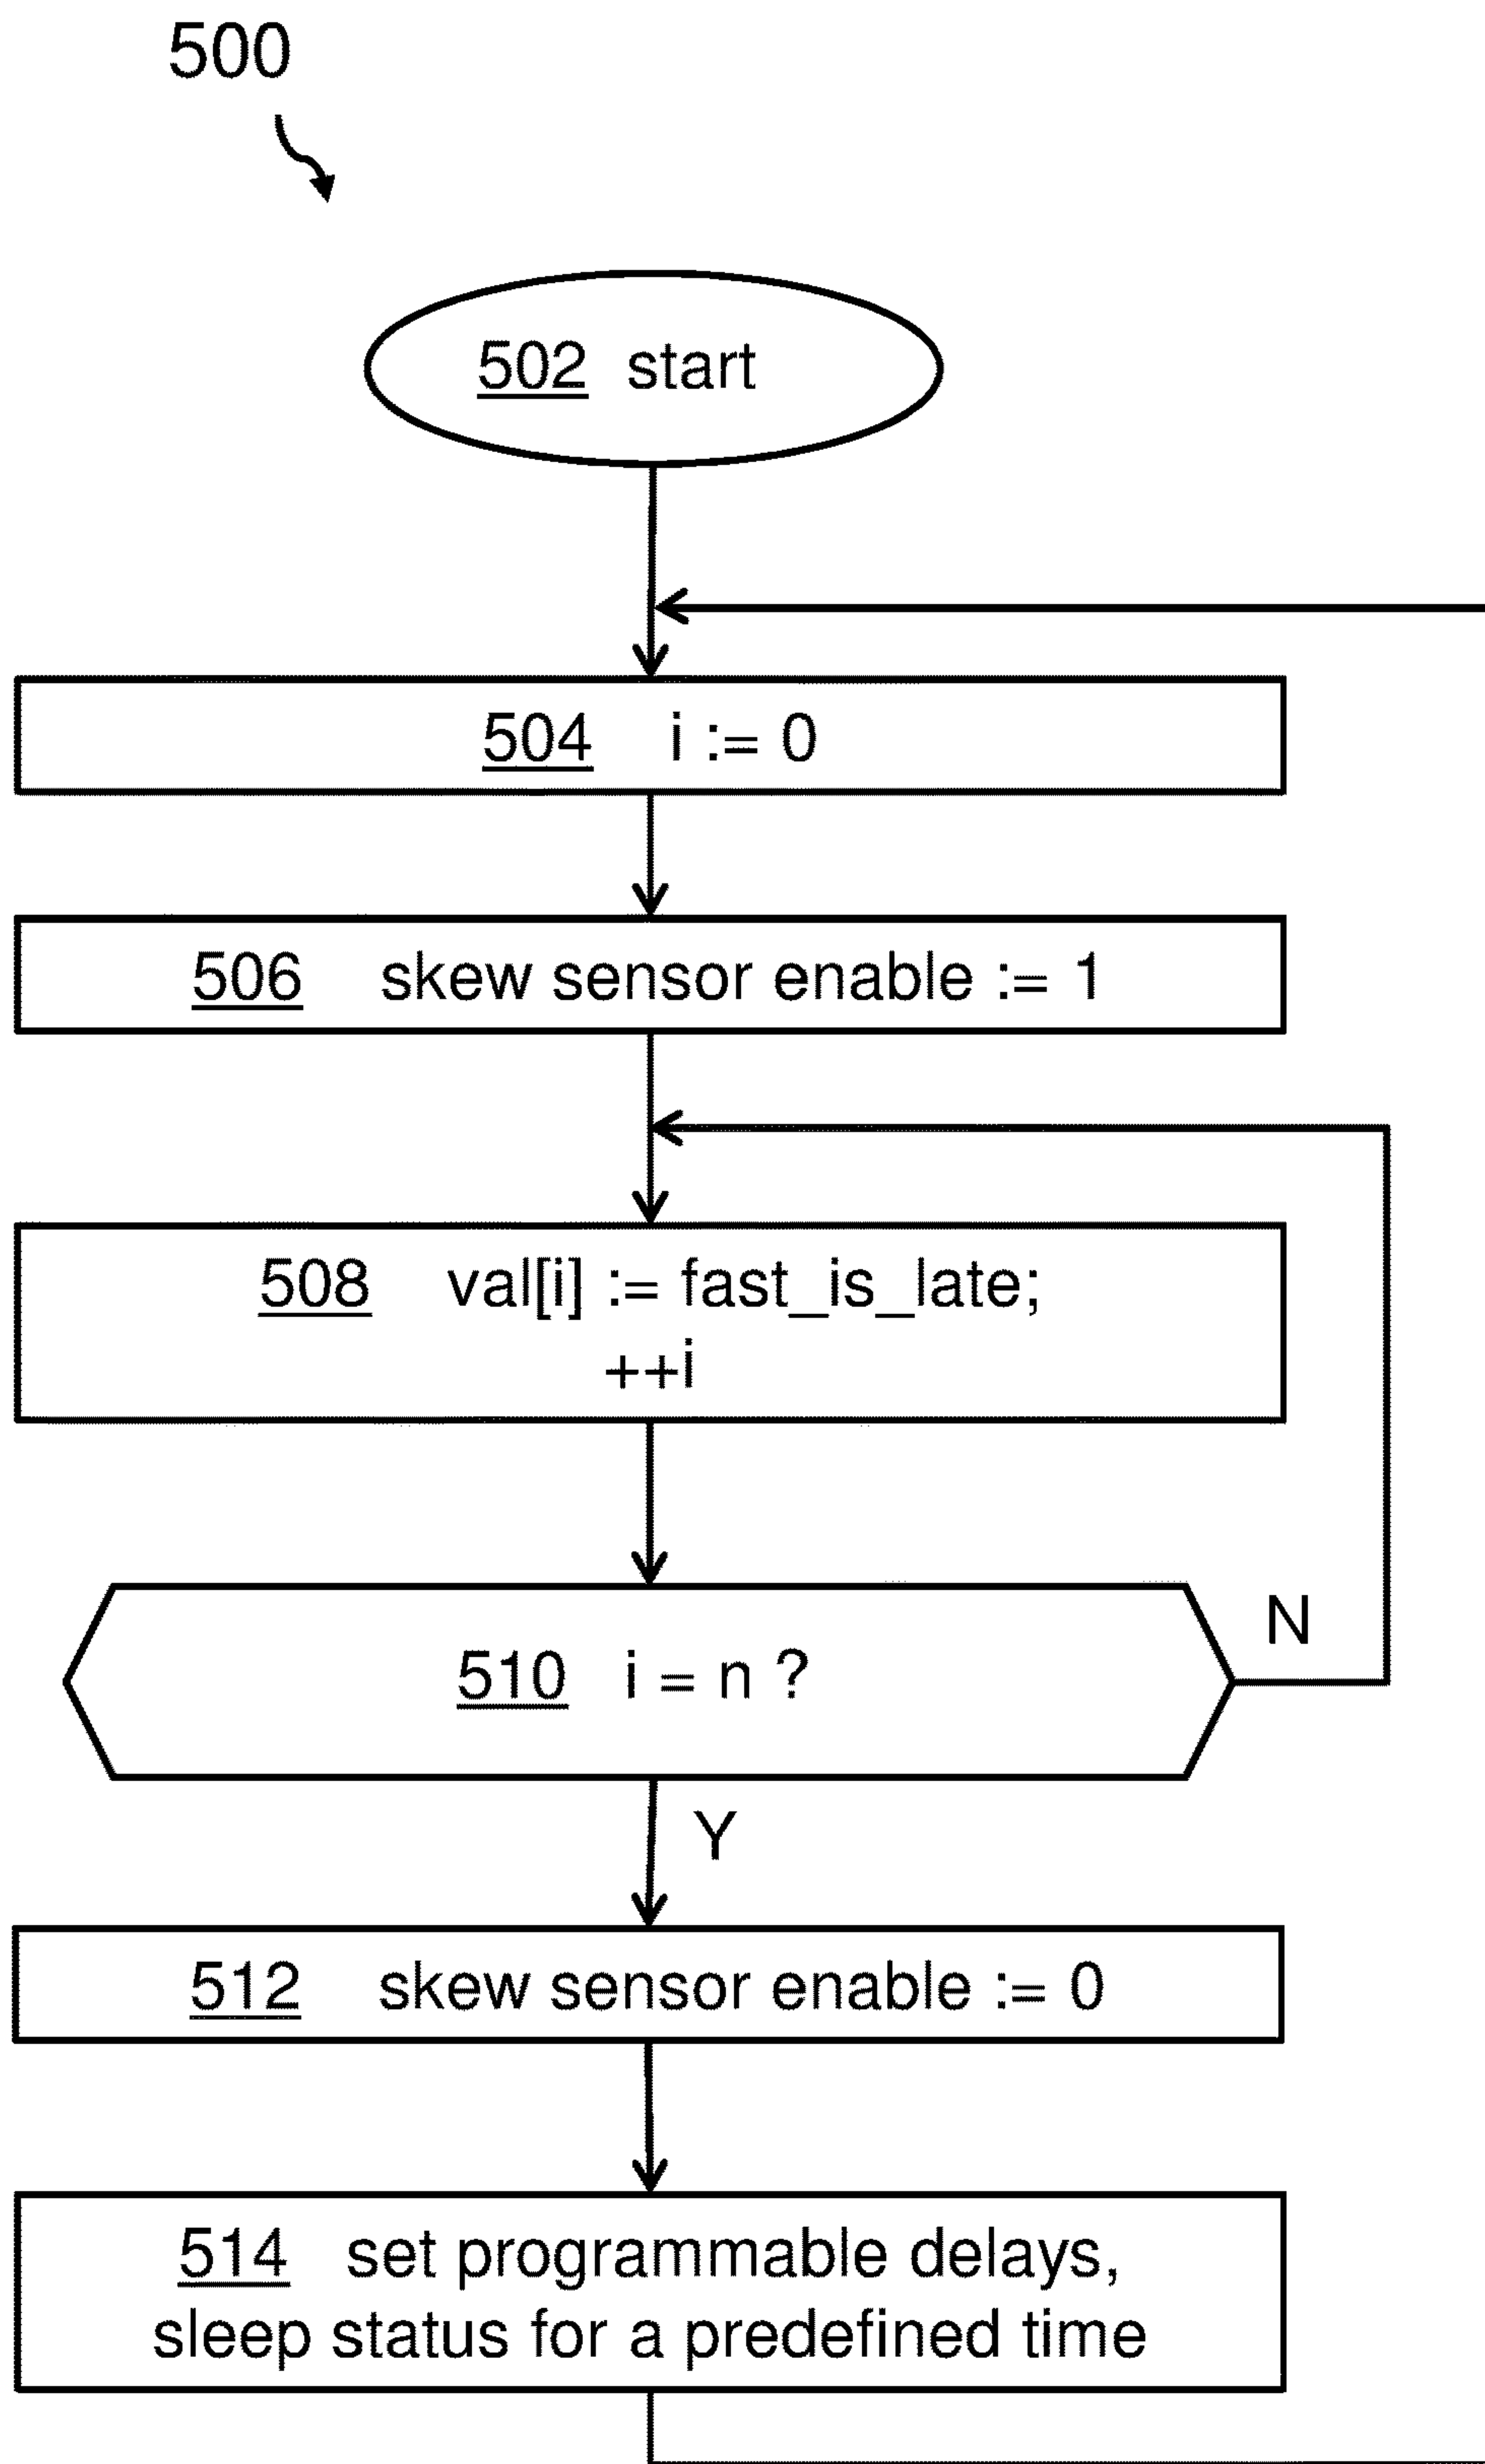 500
502 start
504 i := 0
506 skew sensor enable := 1
508 val[i] := fast_is_late;
++i
510 i = n ?
N
Y
512 skew sensor enable := 0
514 set programmable delays,
sleep status for a predefined time